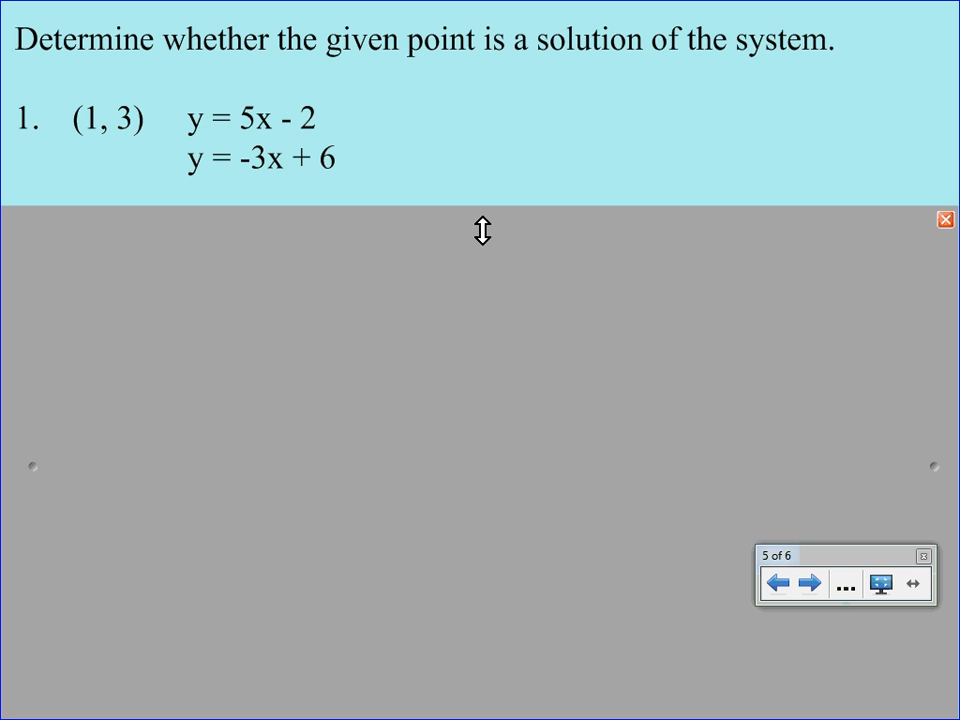 Determine whether the given point is a solution of the system.
1. (1, 3) y = 5x - 2
y = -3x + 6
5 of 6
...